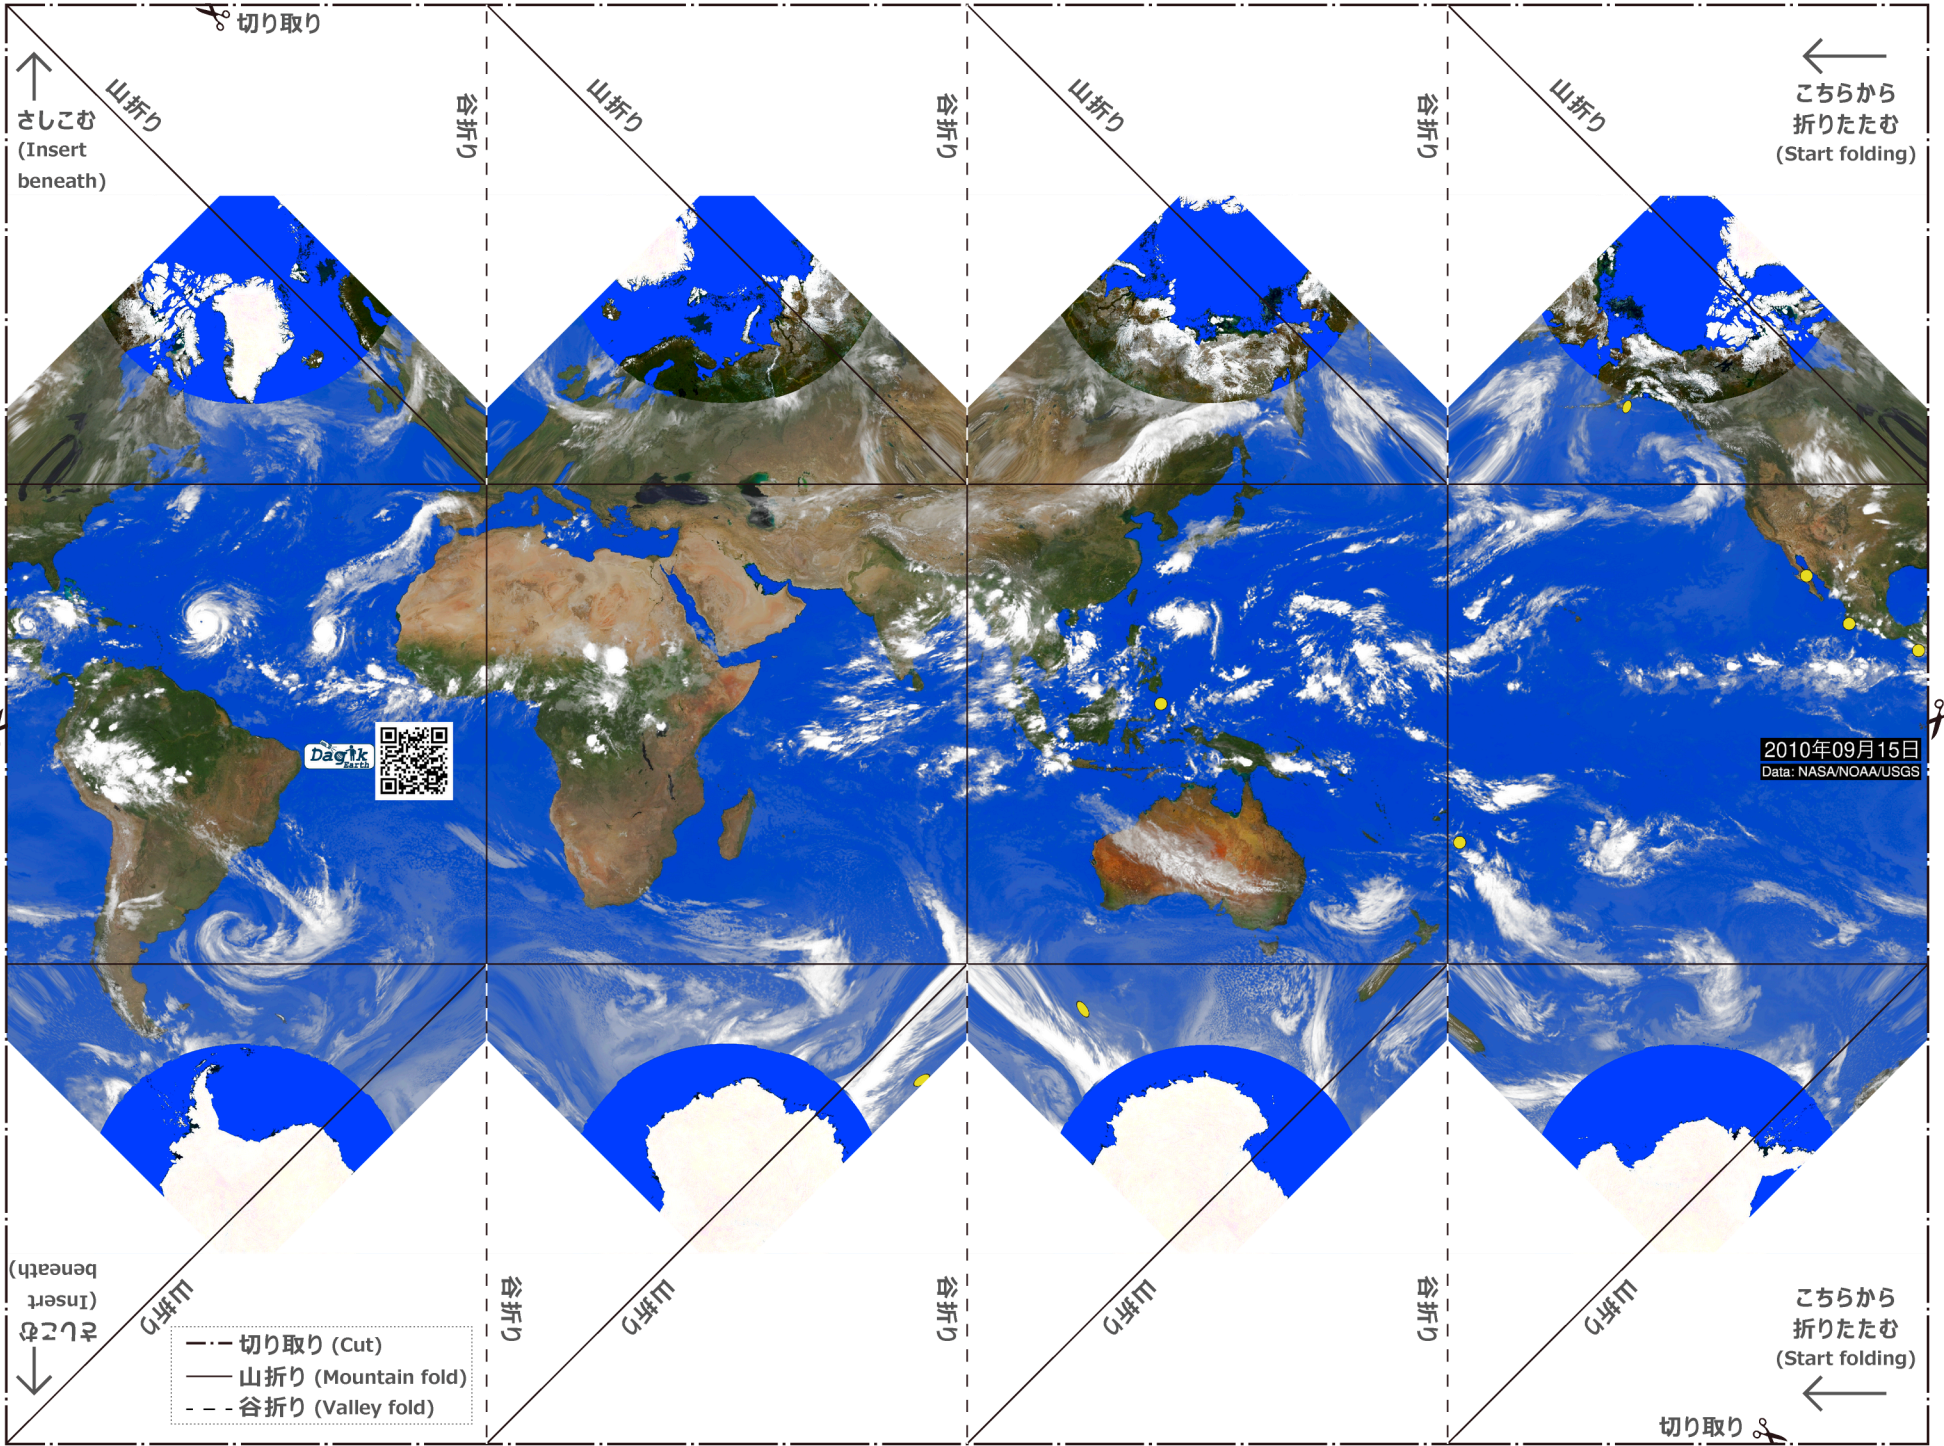 切り取り
山折り
谷折り
山折り
谷折り
山折り
谷折り
山折り
さしこむ
(Insert
beneath)
こちらから
折りたたむ
(Start folding)
Dagik
Earth
2010年09月15日
Data: NASA/NOAA/USGS
さしこむ
(Insert
beneath)
山折り
谷折り
山折り
谷折り
山折り
谷折り
山折り
切り取り (Cut)
山折り (Mountain fold)
谷折り (Valley fold)
こちらから
折りたたむ
(Start folding)
切り取り